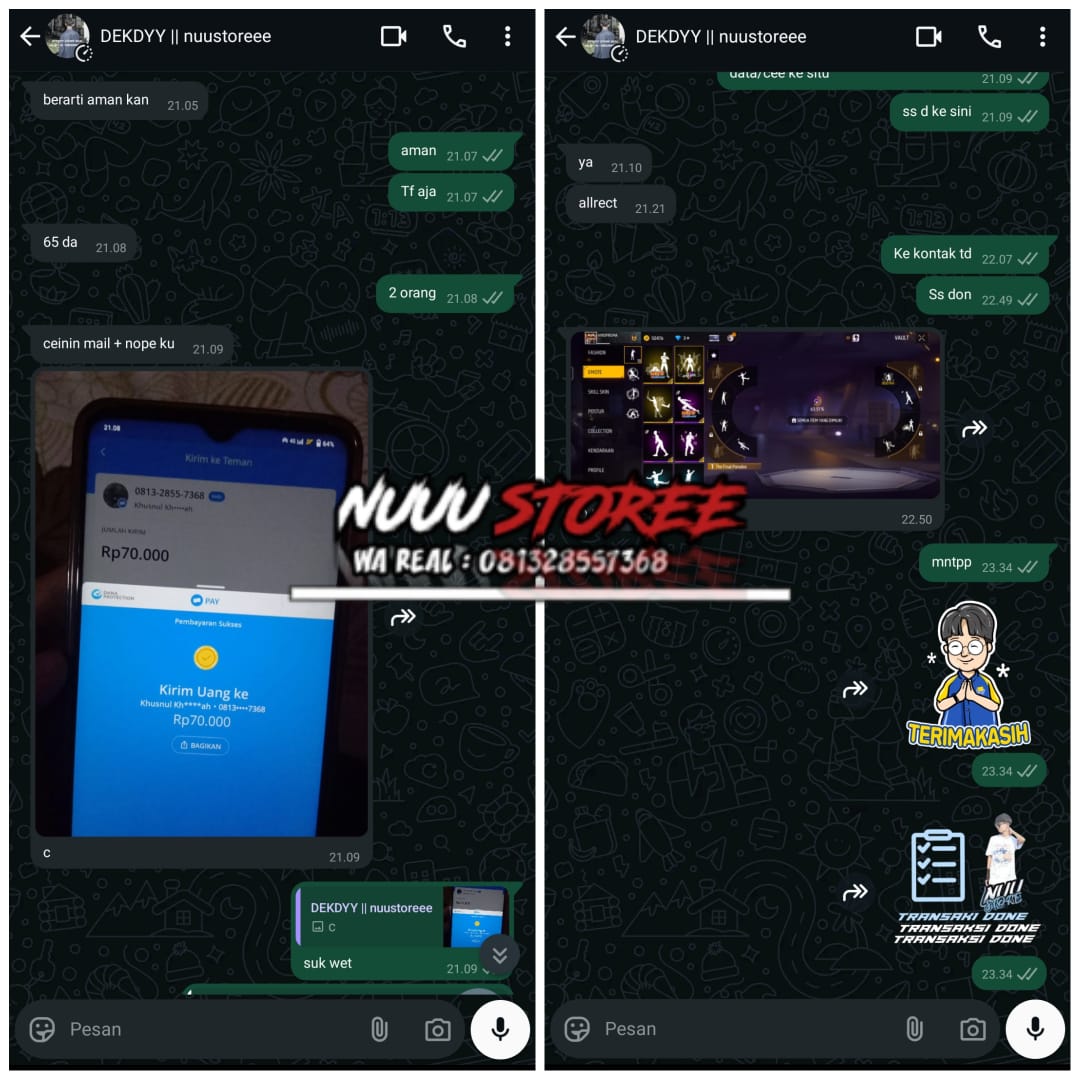 DEKDYY || nuustoreee
berarti aman kan 21.05
aman 21.07
Tf aja 21.07
65 da 21.08
2 orang 21.08
ceinin mail + nope ku 21.09
21.08
64%
Kirim ke Teman
0813-2855-7368
Khusnul Kh••••ah
JUMLAH KIRIM
Rp70.000
DANA PROTECTION
PAY
Pembayaran Sukses
Kirim Uang ke
Khusnul Kh****ah • 0813••••7368
Rp70.000
BAGIKAN
c 21.09
DEKDYY || nuustoreee
C
suk wet 21.09
Pesan
NUUU STOREE
WA REAL : 081328557368
DEKDYY || nuustoreee
data/cee ke situ 21.09
ss d ke sini 21.09
ya 21.10
allrect 21.21
Ke kontak td 22.07
Ss don 22.49
VAULT
FASHION
EMOTE
SKILL SKIN
POSTUR
COLLECTION
KENDARAAN
PROFILE
22.50
mntpp 23.34
TERIMAKASIH
23.34
NUU
STORE
TRANSAKI DONE
TRANSAKSI DONE
TRANSAKSI DONE
23.34
Pesan